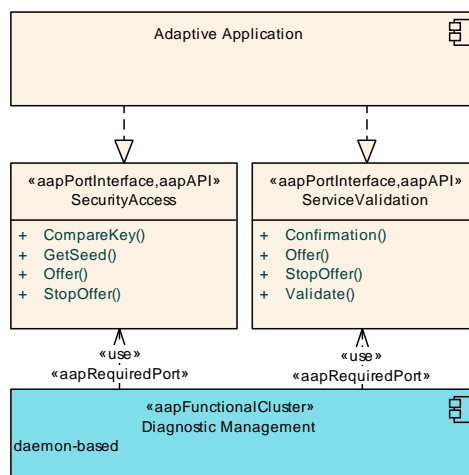 Adaptive Application
«aapPortInterface,aapAPI»
SecurityAccess
+ CompareKey()
+ GetSeed()
+ Offer()
+ StopOffer()
«aapPortInterface,aapAPI»
ServiceValidation
+ Confirmation()
+ Offer()
+ StopOffer()
+ Validate()
«use»
«aapRequiredPort»
«use»
«aapRequiredPort»
«aapFunctionalCluster»
Diagnostic Management
daemon-based